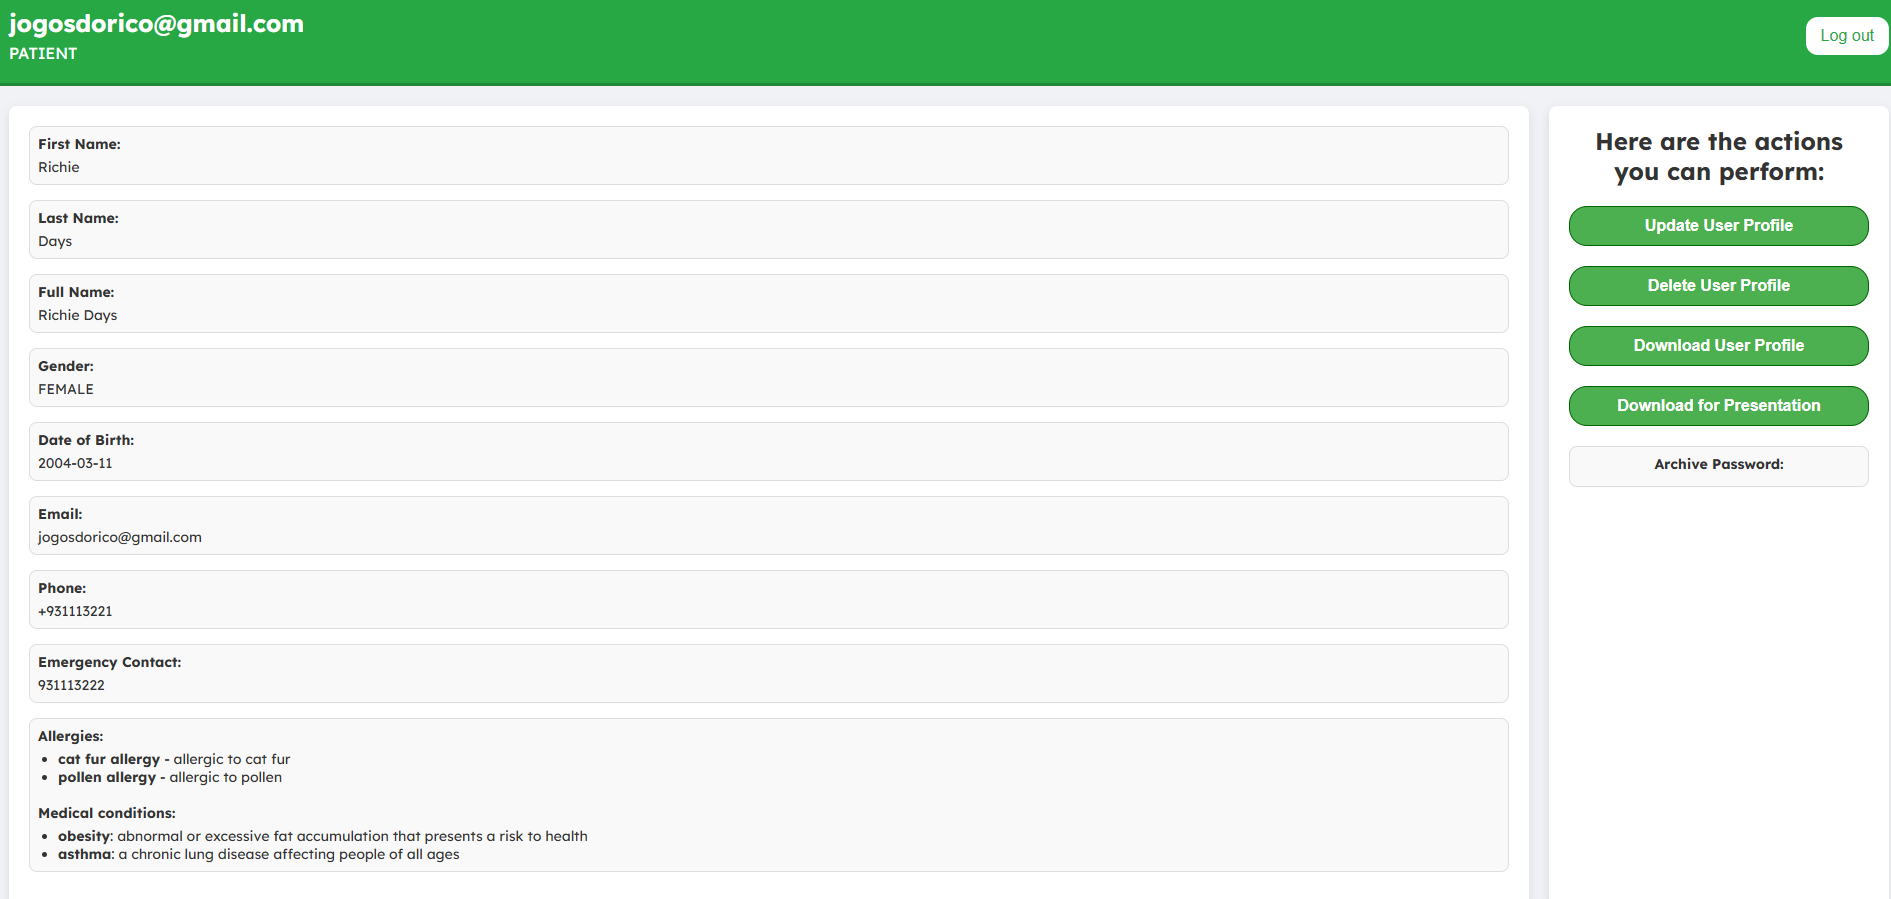 jogosdorico@gmail.com
PATIENT
Log out
First Name:
Richie
Last Name:
Days
Full Name:
Richie Days
Gender:
FEMALE
Date of Birth:
2004-03-11
Email:
jogosdorico@gmail.com
Phone:
+931113221
Emergency Contact:
931113222
Allergies:
cat fur allergy - allergic to cat fur
pollen allergy - allergic to pollen
Medical conditions:
obesity: abnormal or excessive fat accumulation that presents a risk to health
asthma: a chronic lung disease affecting people of all ages
Here are the actions
you can perform:
Update User Profile
Delete User Profile
Download User Profile
Download for Presentation
Archive Password: